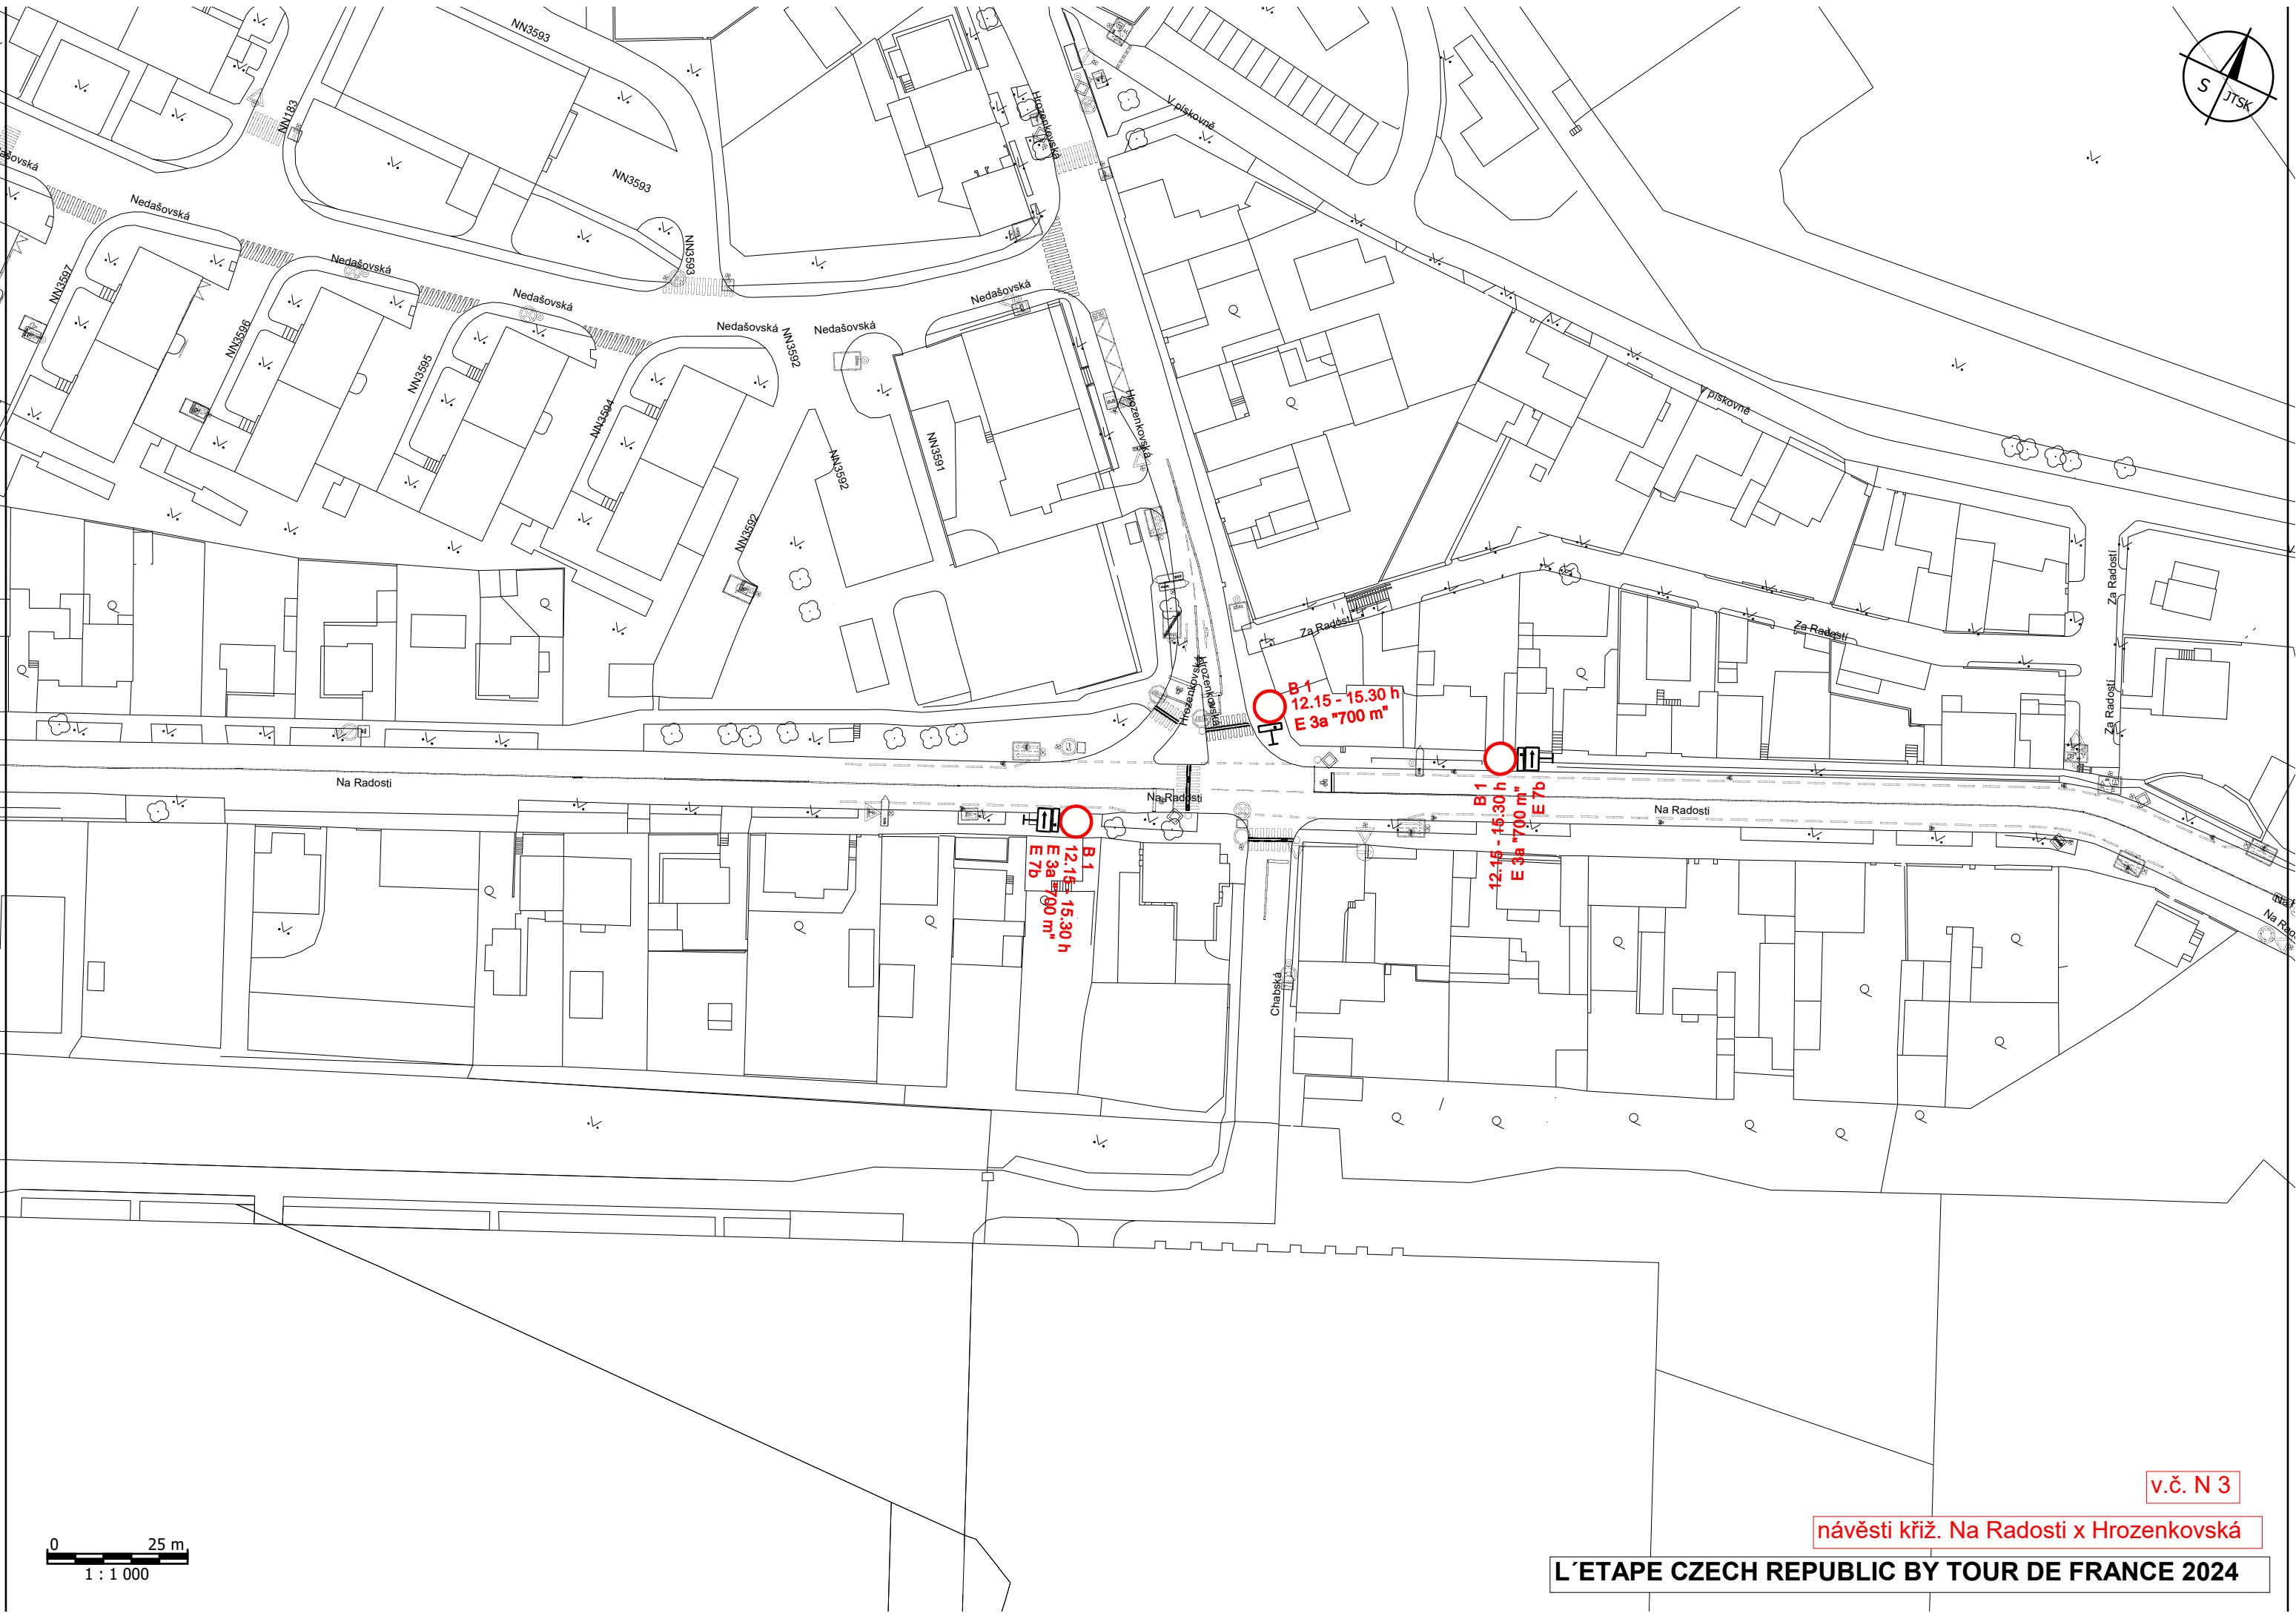 NN3593
V pískovně
S JTSK
NN183
Hrozenkovská
Nedašovská
NN3593
Nedašovská
NN3593
Nedašovská
NN3597
Nedašovská
Nedašovská
NN3596
Nedašovská
NN3592
Nedašovská
NN3595
V pískovně
NN3594
Hrozenkovská
NN3591
NN3592
NN3592
Za Radostí
Za Radostí
Za Radostí
Hrozenkovská
Hrozenkovská
Za Radostí
B 1
12.15 - 15.30 h
E 3a "700 m"
Na Radosti
Na Radosti
Na Radosti
B 1
12.15 - 15.30 h
E 3a "700 m"
E 7b
B 1
12.15 - 15.30 h
E 3a "700 m"
E 7b
Chabská
v.č. N 3
návěsti křiž. Na Radosti x Hrozenkovská
L´ETAPE CZECH REPUBLIC BY TOUR DE FRANCE 2024
0 25 m
1 : 1 000